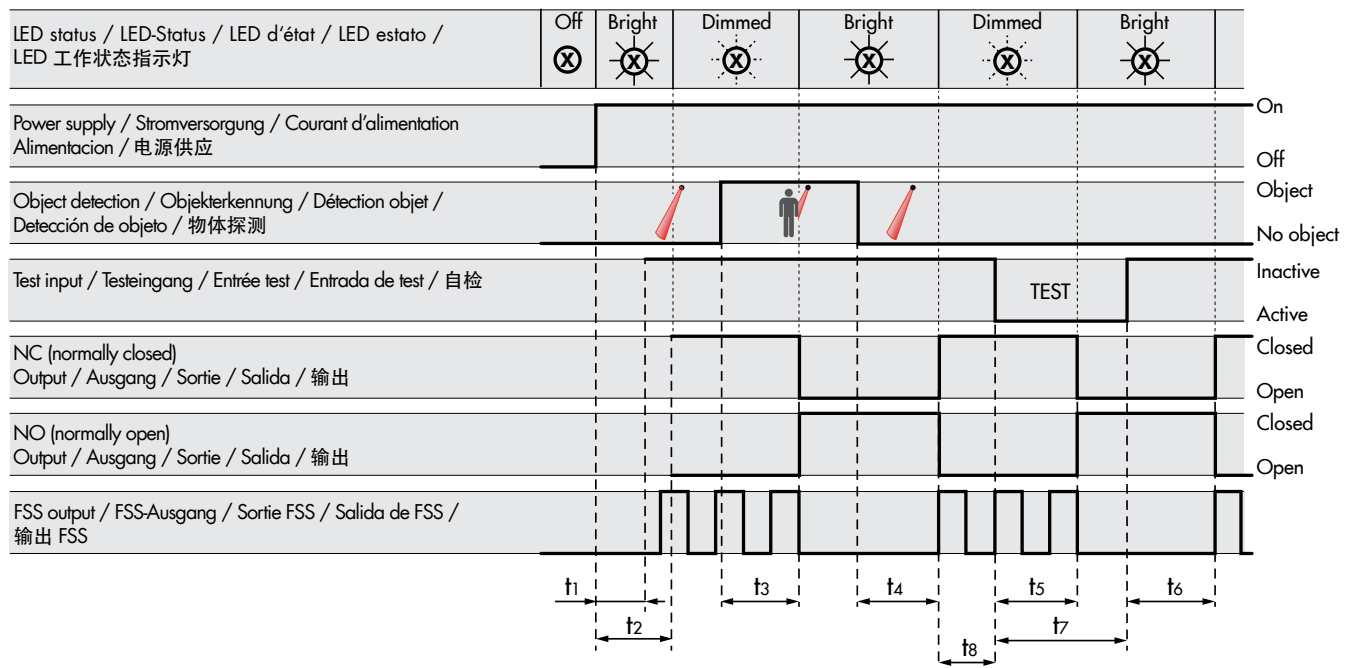 LED status / LED-Status / LED d'état / LED estato /
LED 工作状态指示灯
Off
Bright
Dimmed
Bright
Dimmed
Bright
X
X
X
X
X
X
Power supply / Stromversorgung / Courant d'alimentation
Alimentacion / 电源供应
On
Off
Object detection / Objekterkennung / Détection objet /
Detección de objeto / 物体探测
Object
No object
Test input / Testeingang / Entrée test / Entrada de test / 自检
TEST
Inactive
Active
NC (normally closed)
Output / Ausgang / Sortie / Salida / 输出
Closed
Open
NO (normally open)
Output / Ausgang / Sortie / Salida / 输出
Closed
Open
FSS output / FSS-Ausgang / Sortie FSS / Salida de FSS /
输出 FSS
t1
t3
t4
t5
t6
t2
t8
t7